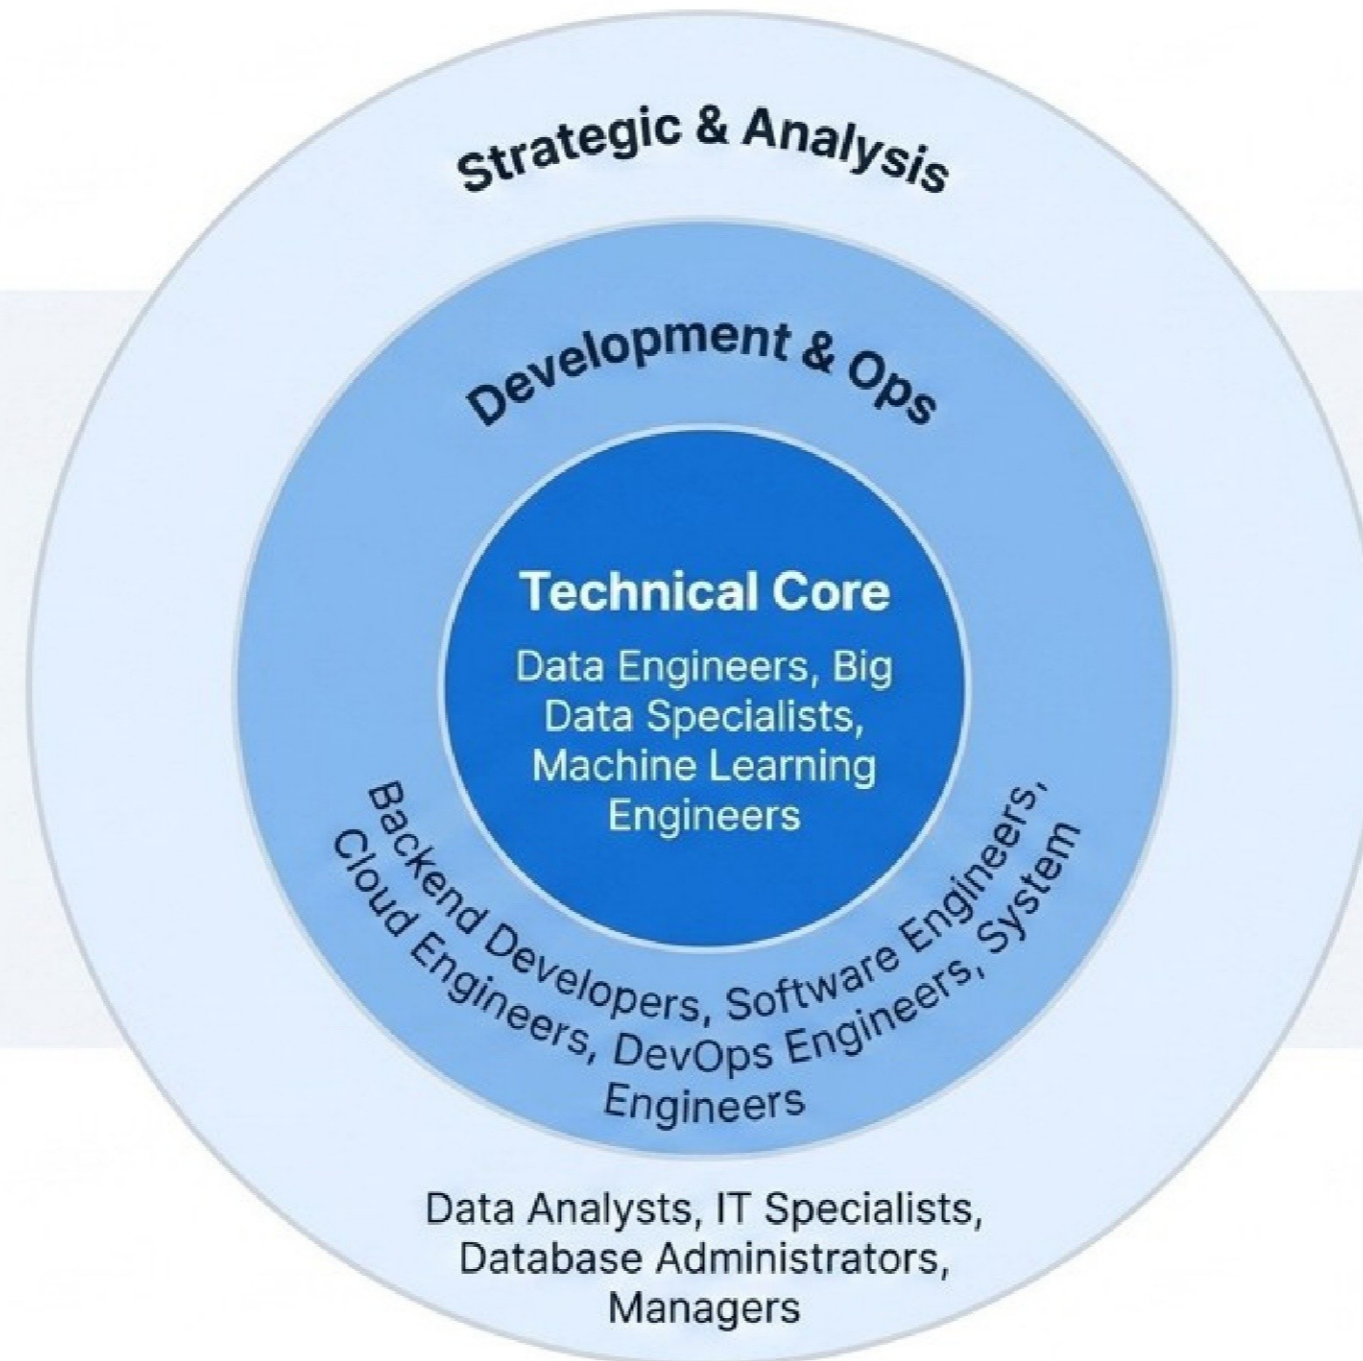 Strategic & Analysis
Development & Ops
Technical Core
Data Engineers, Big
Data Specialists,
Machine Learning
Engineers
Backend Developers, Software Engineers,
Cloud Engineers, DevOps Engineers, System
Engineers
Data Analysts, IT Specialists,
Database Administrators,
Managers